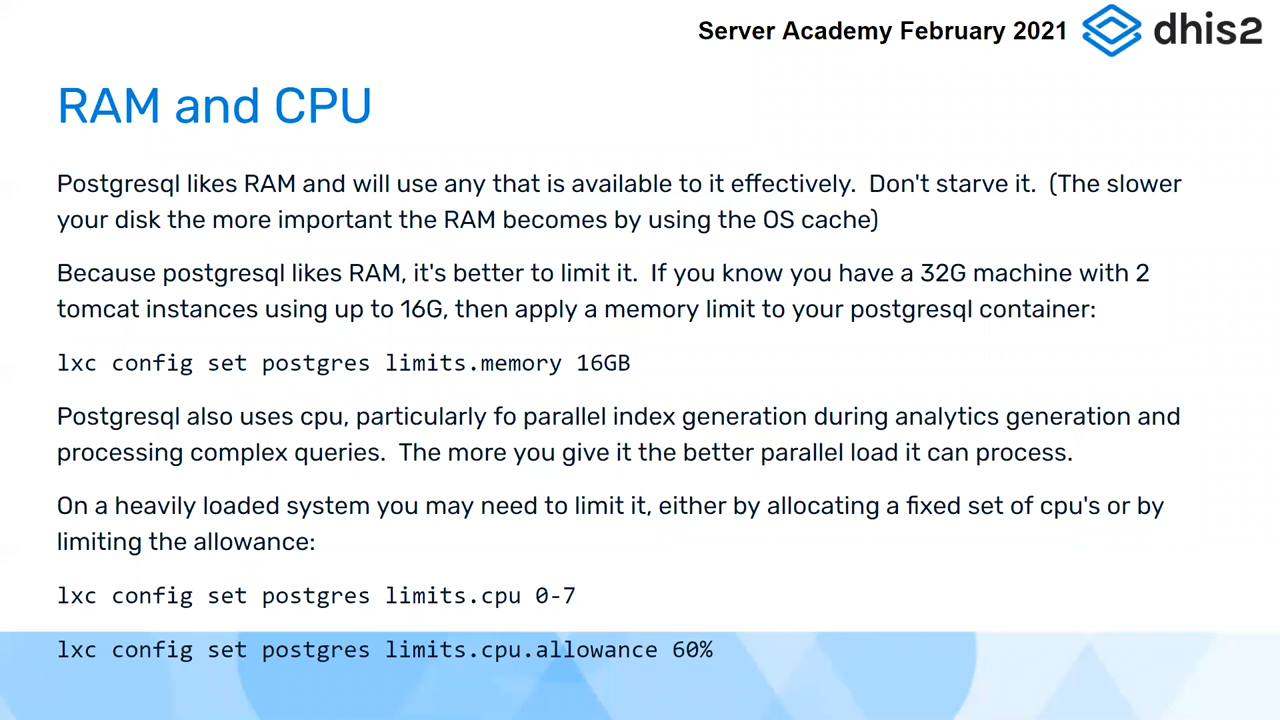 Server Academy February 2021 dhis2
RAM and CPU
Postgresql likes RAM and will use any that is available to it effectively.  Don't starve it.  (The slower
your disk the more important the RAM becomes by using the OS cache)
Because postgresql likes RAM, it's better to limit it.  If you know you have a 32G machine with 2
tomcat instances using up to 16G, then apply a memory limit to your postgresql container:
lxc config set postgres limits.memory 16GB
Postgresql also uses cpu, particularly fo parallel index generation during analytics generation and
processing complex queries.  The more you give it the better parallel load it can process.
On a heavily loaded system you may need to limit it, either by allocating a fixed set of cpu's or by
limiting the allowance:
lxc config set postgres limits.cpu 0-7
lxc config set postgres limits.cpu.allowance 60%